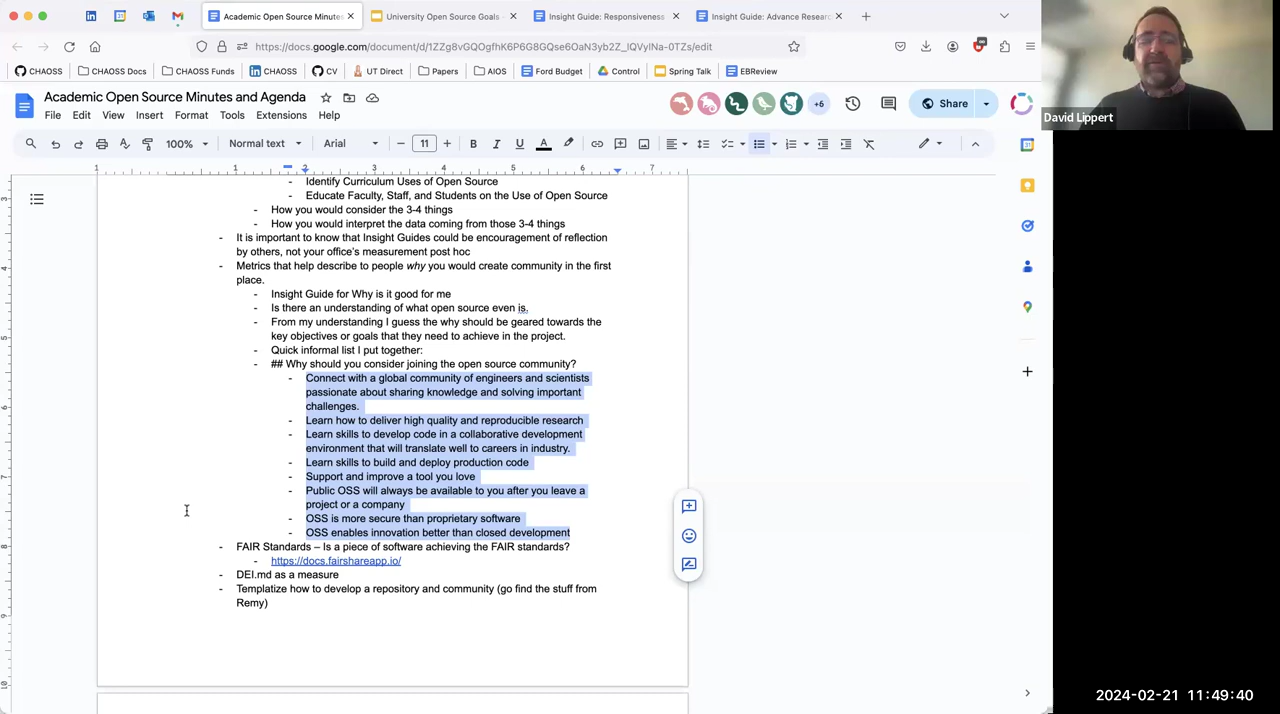 Academic Open Source Minutes
University Open Source Goals
Insight Guide: Responsiveness
Insight Guide: Advance Resear
https://docs.google.com/document/d/1ZZg8vGQOgfhK6P6G8GQse6OaN3yb2Z_lQVylNa-0TZs/edit
CHAOSS
CHAOSS Docs
CHAOSS Funds
CHAOSS
CV
UT Direct
Papers
AIOS
Ford Budget
Control
Spring Talk
EBReview
Academic Open Source Minutes and Agenda
File Edit View Insert Format Tools Extensions Help
+6
Share
100% Normal text Arial 11
David Lippert
- Identify Curriculum Uses of Open Source
- Educate Faculty, Staff, and Students on the Use of Open Source
- How you would consider the 3-4 things
- How you would interpret the data coming from those 3-4 things
- It is important to know that Insight Guides could be encouragement of reflection
by others, not your office's measurement post hoc
- Metrics that help describe to people why you would create community in the first
place.
- Insight Guide for Why is it good for me
- Is there an understanding of what open source even is.
- From my understanding I guess the why should be geared towards the
key objectives or goals that they need to achieve in the project.
- Quick informal list I put together:
- ## Why should you consider joining the open source community?
- Connect with a global community of engineers and scientists
passionate about sharing knowledge and solving important
challenges.
- Learn how to deliver high quality and reproducible research
- Learn skills to develop code in a collaborative development
environment that will translate well to careers in industry.
- Learn skills to build and deploy production code
- Support and improve a tool you love
- Public OSS will always be available to you after you leave a
project or a company
- OSS is more secure than proprietary software
- OSS enables innovation better than closed development
- FAIR Standards – Is a piece of software achieving the FAIR standards?
- https://docs.fairshareapp.io/
- DEI.md as a measure
- Templatize how to develop a repository and community (go find the stuff from
Remy)
2024-02-21 11:49:40